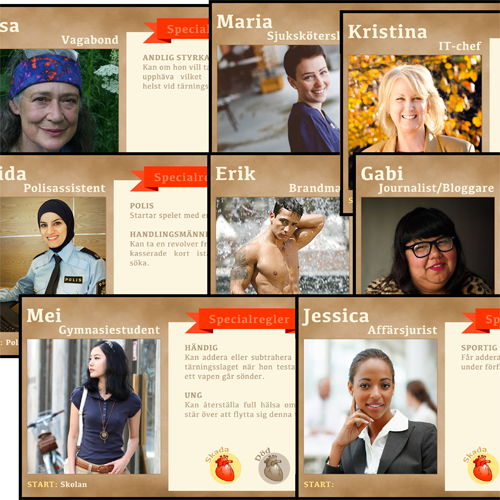 sa
Vagabond
Special
ANDLIG STYRKA
Kan om hon vill ta
upphäva vilket
helst vid tärnings
Maria
Sjuksköters
Kristina
IT-chef
ida
Polisassistent
Specialre
POLIS
Startar spelet med e
HANDLINGSMÄNN
Kan ta en revolver fr
kasserade kort ist
söka.
: Pol
Erik
Brandma
Gabi
Journalist/Bloggare
Mei
Gymnasiestudent
Specialregler
HÄNDIG
Kan addera eller subtrahera
tärningsslaget när hon testa
ett vapen går sönder.
UNG
Kan återställa full hälsa om
står över att flytta sig denna
Skada
Död
START: Skolan
Jessica
Affärsjurist
Sp
SPORTIG
Får addera
under förf
Skada
START: